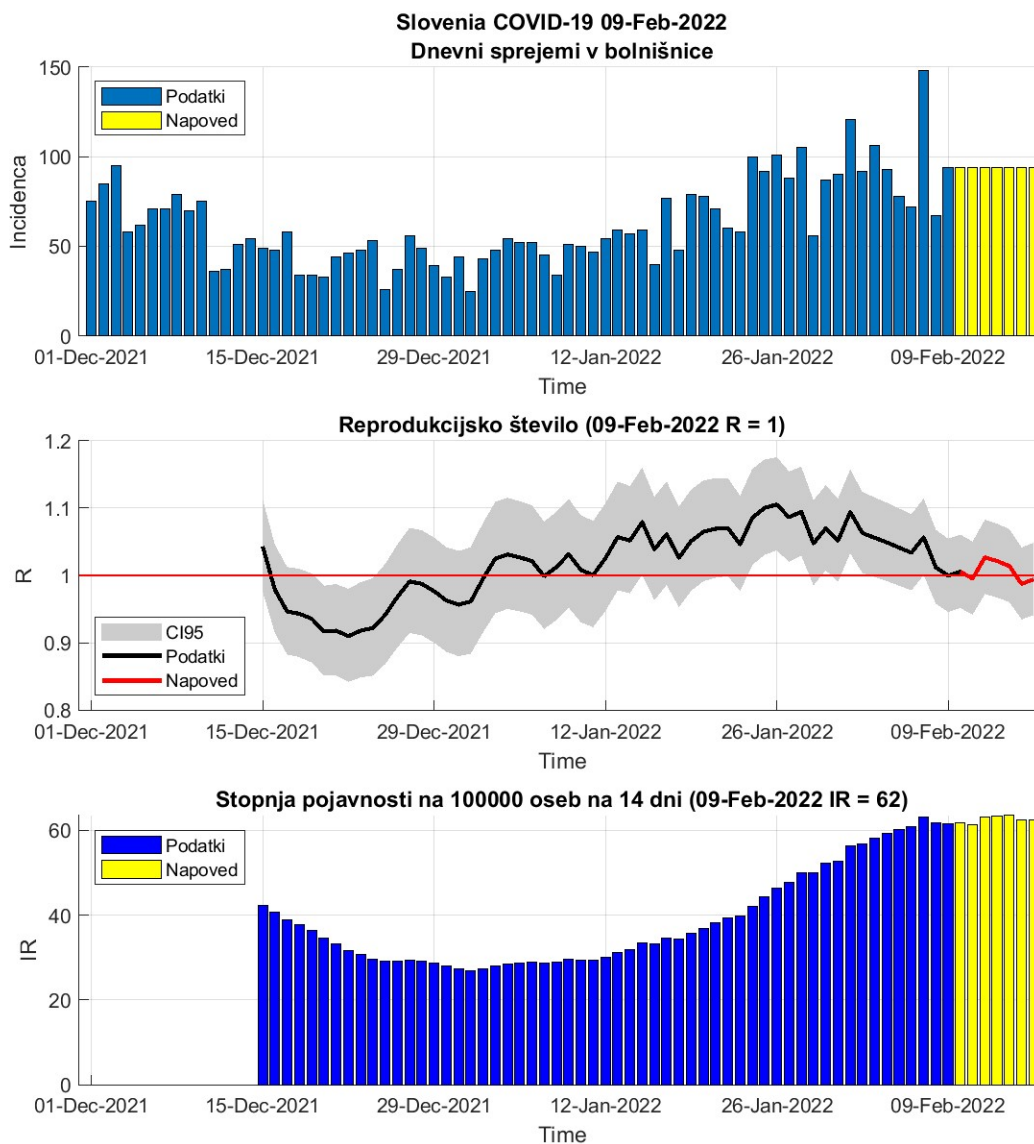 Slovenia COVID-19 09-Feb-2022
Dnevni sprejemi v bolnišnice
Incidenca
150
100
50
0
Podatki
Napoved
01-Dec-2021 15-Dec-2021 29-Dec-2021 12-Jan-2022 26-Jan-2022 09-Feb-2022
Time
Reprodukcijsko število (09-Feb-2022 R = 1)
R
1.2
1.1
1
0.9
0.8
CI95
Podatki
Napoved
01-Dec-2021 15-Dec-2021 29-Dec-2021 12-Jan-2022 26-Jan-2022 09-Feb-2022
Time
Stopnja pojavnosti na 100000 oseb na 14 dni (09-Feb-2022 IR = 62)
IR
60
40
20
0
Podatki
Napoved
01-Dec-2021 15-Dec-2021 29-Dec-2021 12-Jan-2022 26-Jan-2022 09-Feb-2022
Time